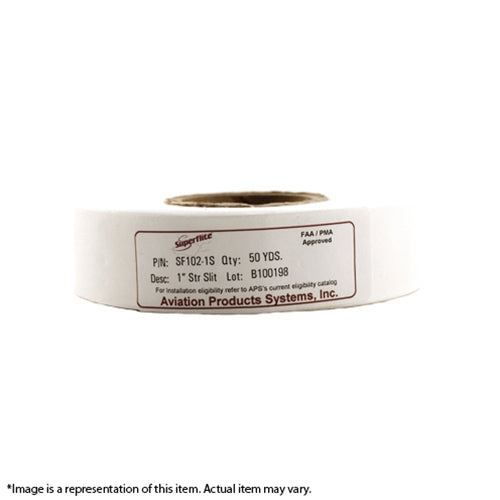 Superflite
FAA / PMA
Approved
P/N: SF102-1S Qty: 50 YDS.
Desc: 1" Str Slit Lot: B100198
For installation eligibility refer to APS's current eligibility catalog
Aviation Products Systems, Inc.
*Image is a representation of this item. Actual item may vary.